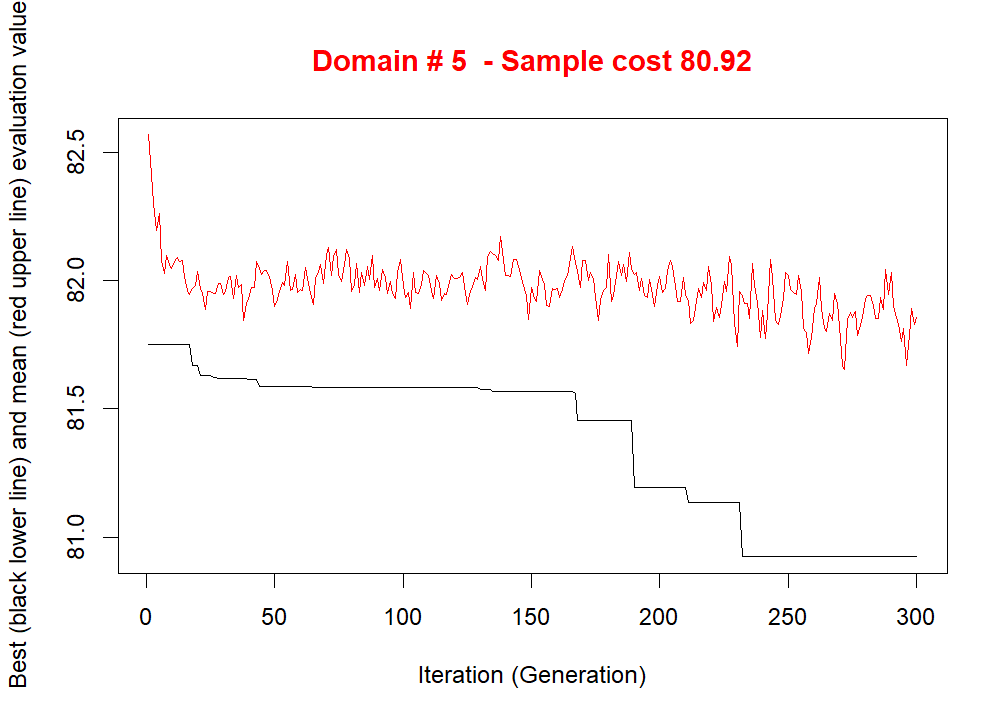 Domain # 5  - Sample cost 80.92
Best (black lower line) and mean (red upper line) evaluation value
82.5
82.0
81.5
81.0
0 50 100 150 200 250 300
Iteration (Generation)